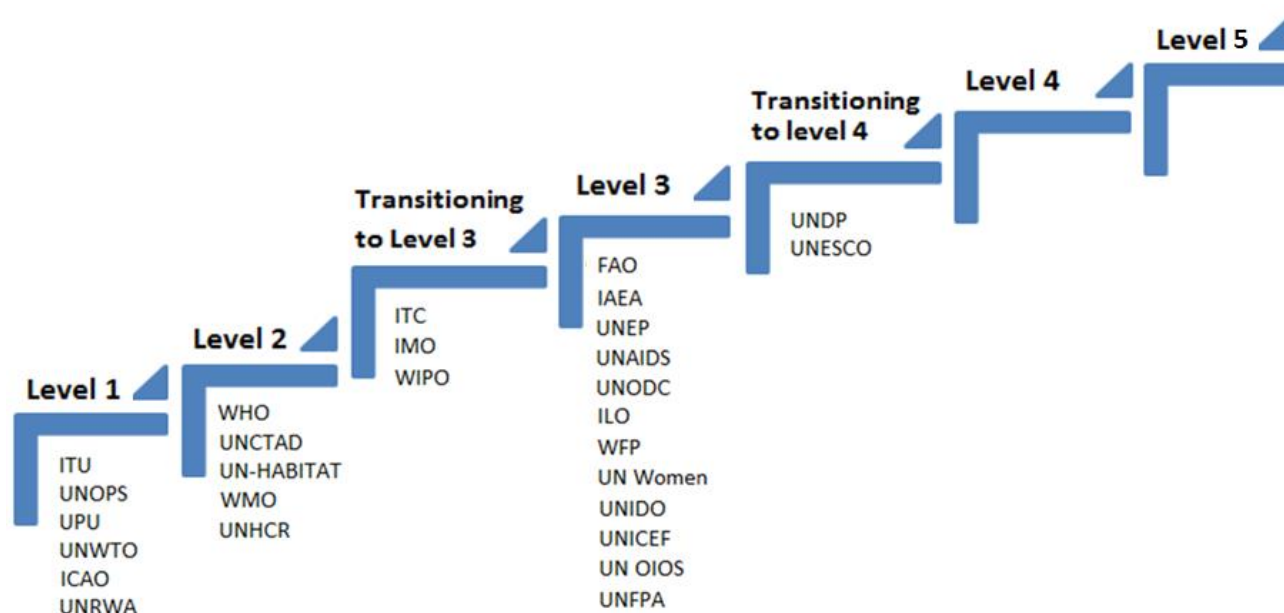 Level 1
ITU
UNOPS
UPU
UNWTO
ICAO
UNRWA
Level 2
WHO
UNCTAD
UN-HABITAT
WMO
UNHCR
Transitioning
to Level 3
ITC
IMO
WIPO
Level 3
FAO
IAEA
UNEP
UNAIDS
UNODC
ILO
WFP
UN Women
UNIDO
UNICEF
UN OIOS
UNFPA
Transitioning
to level 4
UNDP
UNESCO
Level 4
Level 5